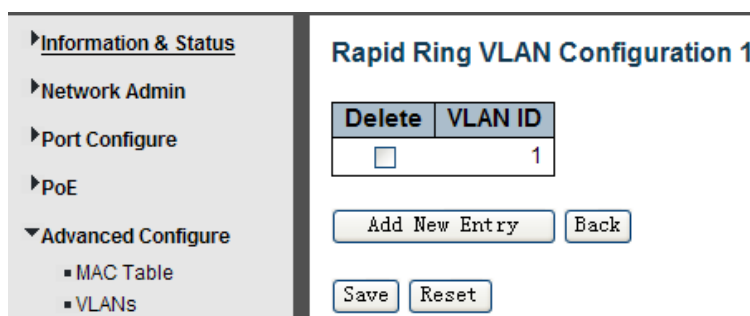 Information & Status
Network Admin
Port Configure
PoE
Advanced Configure
MAC Table
VLANs
Rapid Ring VLAN Configuration 1
Delete VLAN ID
1
Add New Entry Back
Save Reset